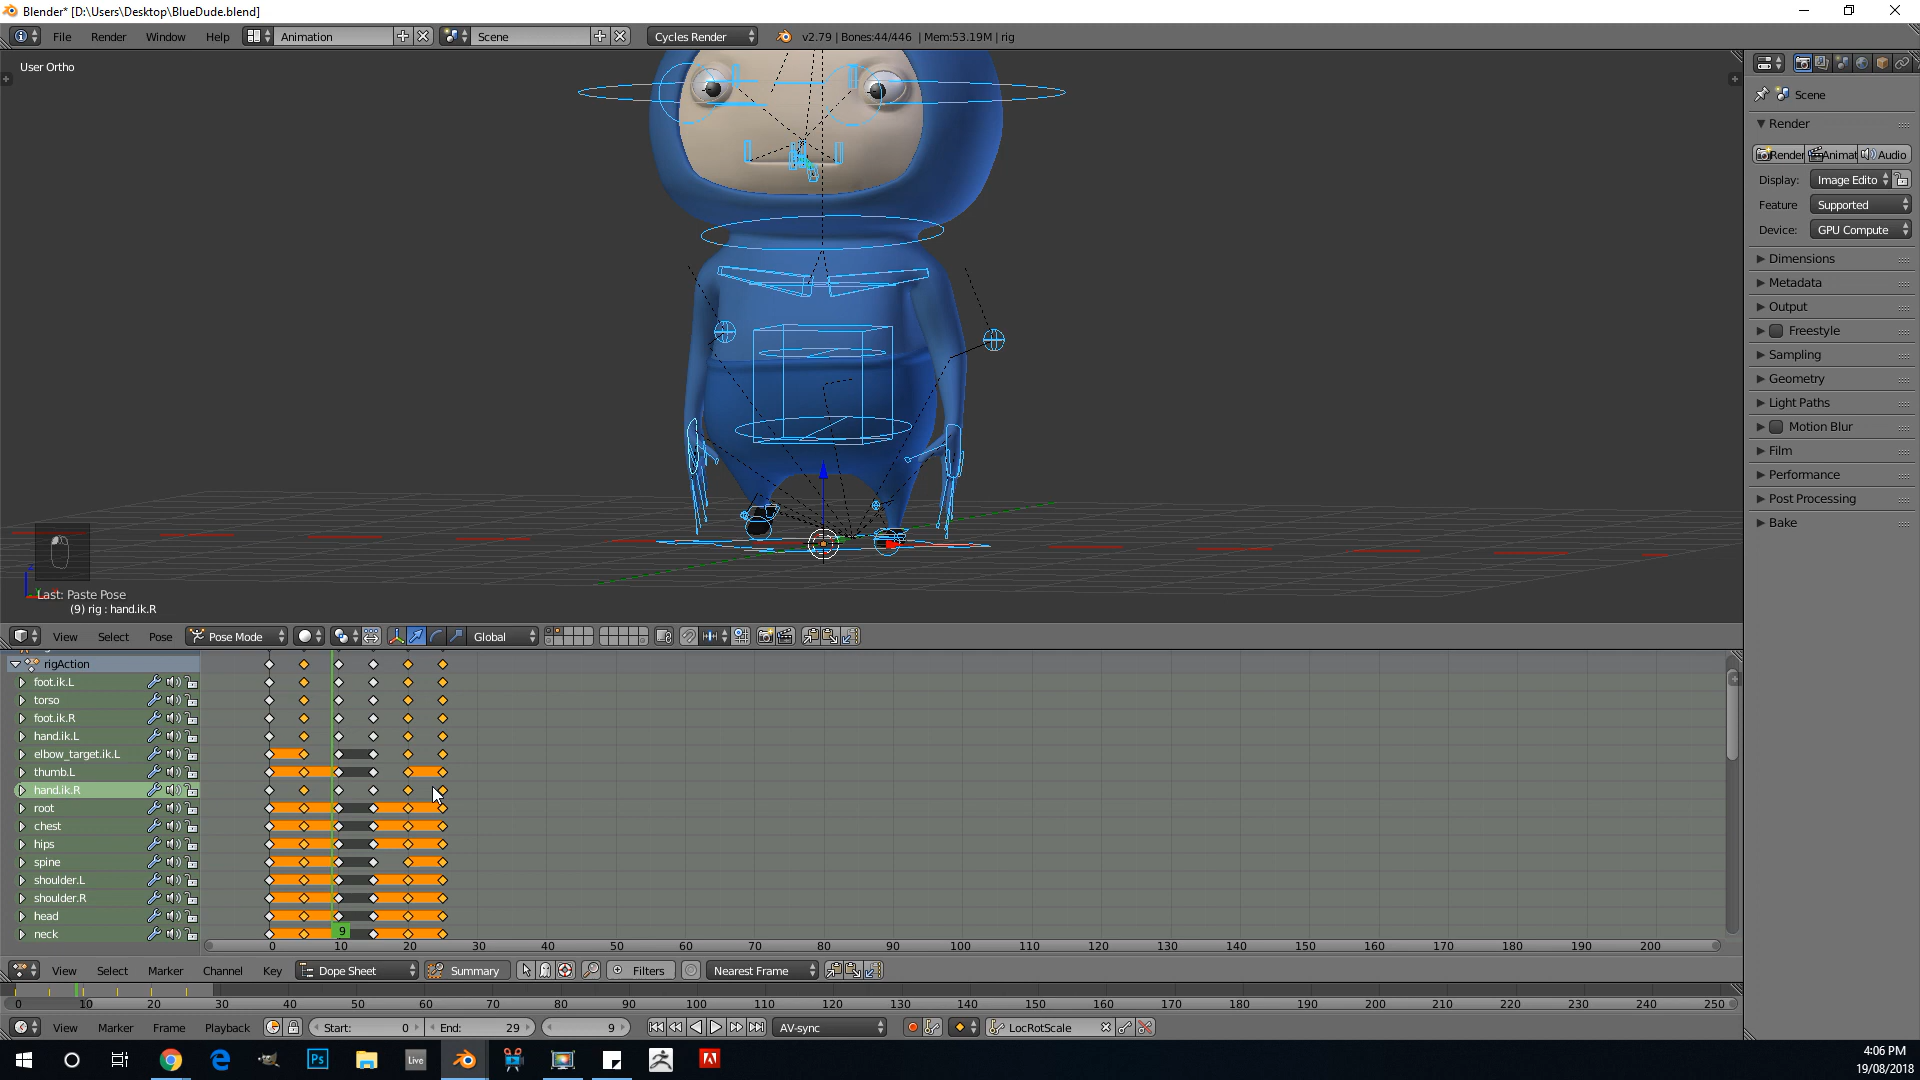 Blender* [D:\Users\Desktop\BlueDude.blend]
File Render Window Help Animation Scene Cycles Render v2.79 | Bones:44/446 | Mem:53.19M | rig
User Ortho
Scene
Render
Render Animat Audio
Display: Image Edito
Feature Supported
Device: GPU Compute
Dimensions
Metadata
Output
Freestyle
Sampling
Geometry
Light Paths
Motion Blur
Film
Performance
Post Processing
Bake
Last: Paste Pose
(9) rig : hand.ik.R
View Select Pose Pose Mode Global
rigAction
foot.ik.L
torso
foot.ik.R
hand.ik.L
elbow_target.ik.L
thumb.L
hand.ik.R
root
chest
hips
spine
shoulder.L
shoulder.R
head
neck
9
0 10 20 30 40 50 60 70 80 90 100 110 120 130 140 150 160 170 180 190 200
View Select Marker Channel Key Dope Sheet Summary Filters Nearest Frame
0 10 20 30 40 50 60 70 80 90 100 110 120 130 140 150 160 170 180 190 200 210 220 230 240 250
View Marker Frame Playback Start: 0 End: 29 9 AV-sync LocRotScale
Ps
Live
4:06 PM
19/08/2018